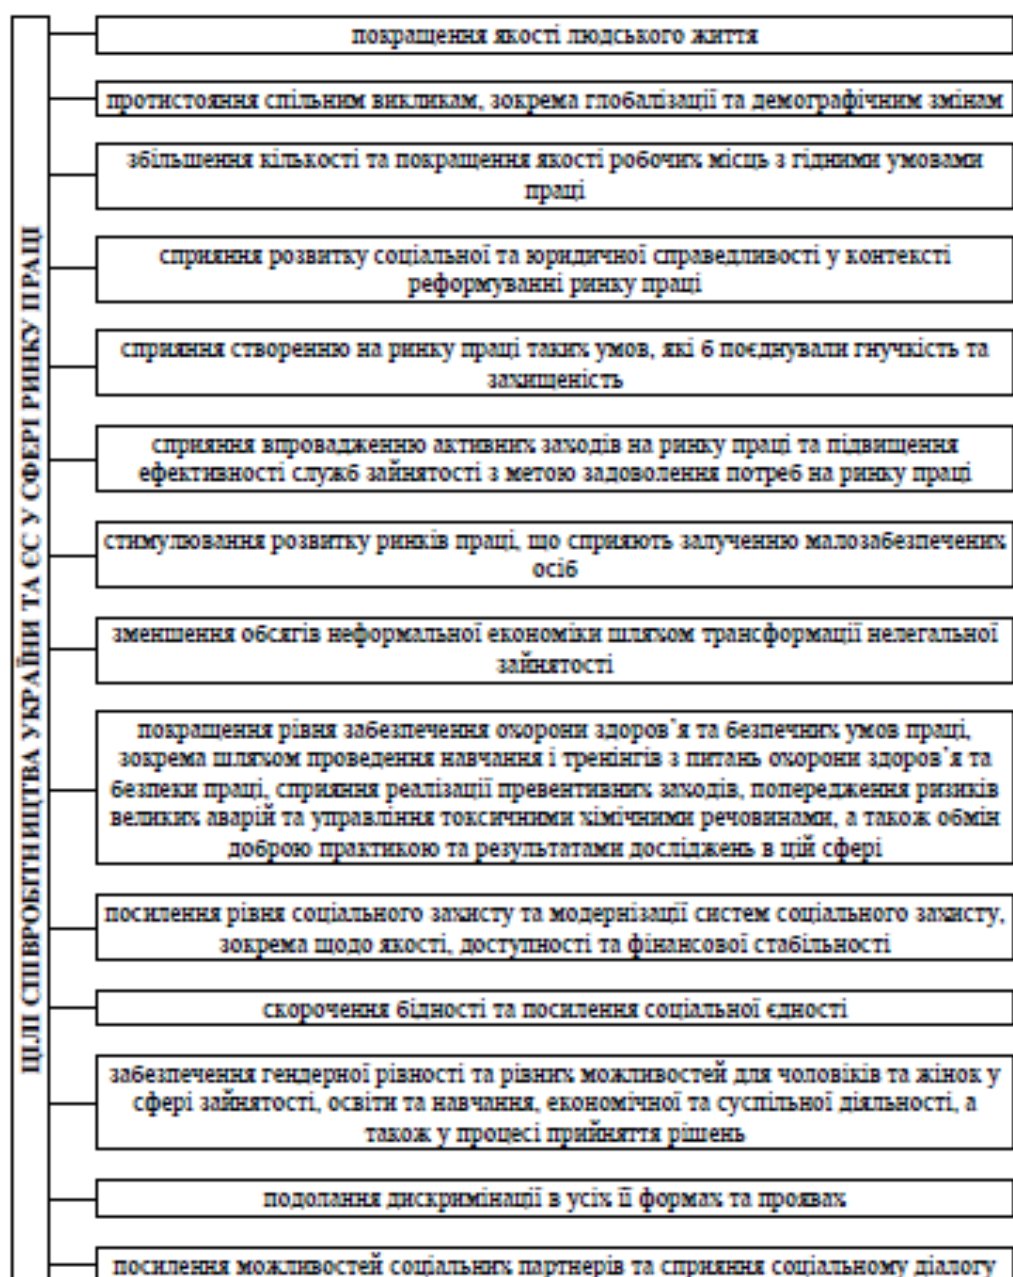 ЦІЛІ СПІВРОБІТНИЦТВА УКРАЇНИ ТА ЄС У СФЕРІ РИНКУ ПРАЦІ
покращення якості людського життя
протистояння спільним викликам, зокрема глобалізації та демографічним змінам
збільшення кількості та покращення якості робочих місць з гідними умовами
праці
сприяння розвитку соціальної та юридичної справедливості у контексті
реформуванні ринку праці
сприяння створенню на ринку праці таких умов, які б поєднували гнучкість та
захищеність
сприяння впровадженню активних заходів на ринку праці та підвищення
ефективності служб зайнятості з метою задоволення потреб на ринку праці
стимулювання розвитку ринків праці, що сприяють залученню малозабезпечених
осіб
зменшення обсягів неформальної економіки шляхом трансформації нелегальної
зайнятості
покращення рівня забезпечення охорони здоров'я та безпечних умов праці,
зокрема шляхом проведення навчання і тренінгів з питань охорони здоров'я та
безпеки праці, сприяння реалізації превентивних заходів, попередження ризиків
великих аварій та управління токсичними хімічними речовинами, а також обмін
доброю практикою та результатами досліджень в цій сфері
посилення рівня соціального захисту та модернізації систем соціального захисту,
зокрема щодо якості, доступності та фінансової стабільності
скорочення бідності та посилення соціальної єдності
забезпечення гендерної рівності та рівних можливостей для чоловіків та жінок у
сфері зайнятості, освіти та навчання, економічної та суспільної діяльності, а
також у процесі прийняття рішень
подолання дискримінації в усіх її формах та проявах
посилення можливостей соціальних партнерів та сприяння соціальному діалогу